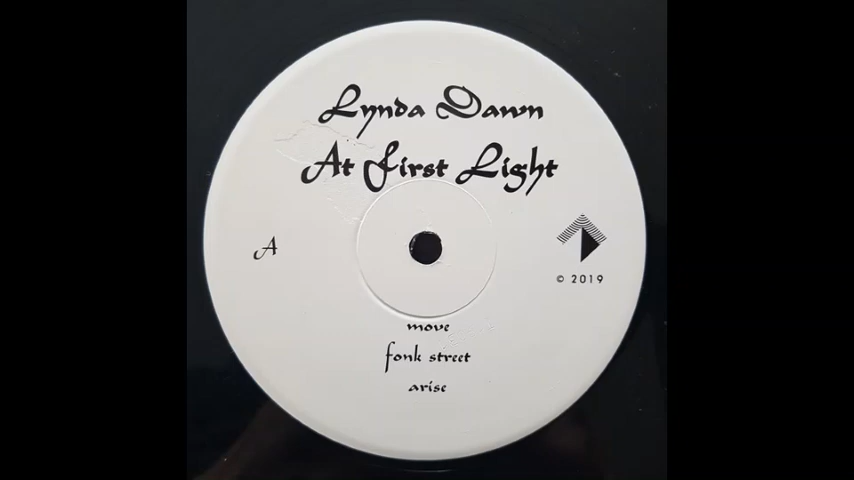 Lynda Dawn
At First Light
A
© 2019
move
fonk street
arise